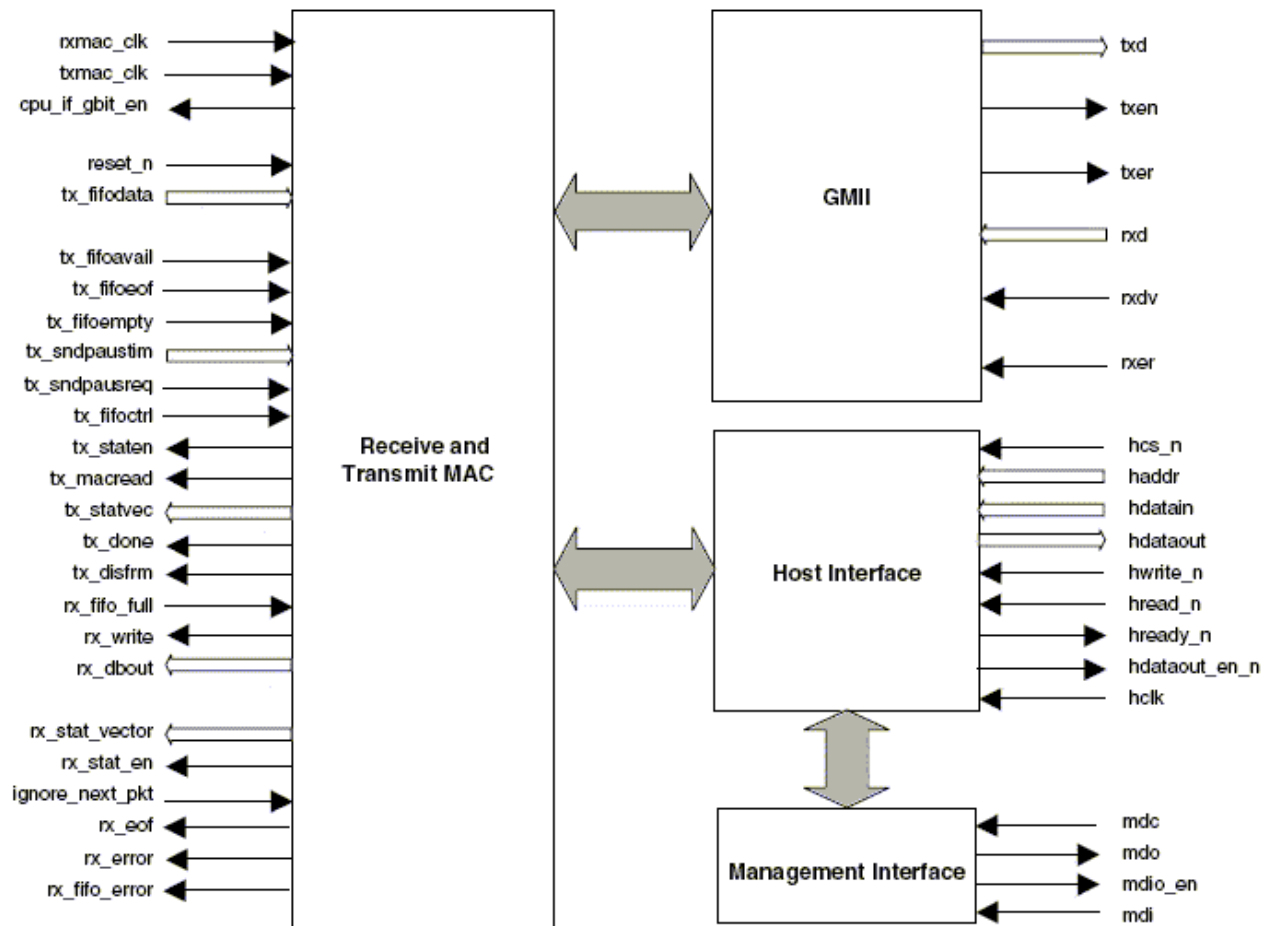 rxmac_clk
txmac_clk
cpu_if_gbit_en
reset_n
tx_fifodata
tx_fifoavail
tx_fifoeof
tx_fifoempty
tx_sndpaustim
tx_sndpausreq
tx_fifoctrl
tx_staten
tx_macread
tx_statvec
tx_done
tx_disfrm
rx_fifo_full
rx_write
rx_dbout
rx_stat_vector
rx_stat_en
ignore_next_pkt
rx_eof
rx_error
rx_fifo_error
Receive and
Transmit MAC
GMII
txd
txen
txer
rxd
rxdv
rxer
Host Interface
hcs_n
haddr
hdatain
hdataout
hwrite_n
hread_n
hready_n
hdataout_en_n
hclk
Management Interface
mdc
mdo
mdio_en
mdi